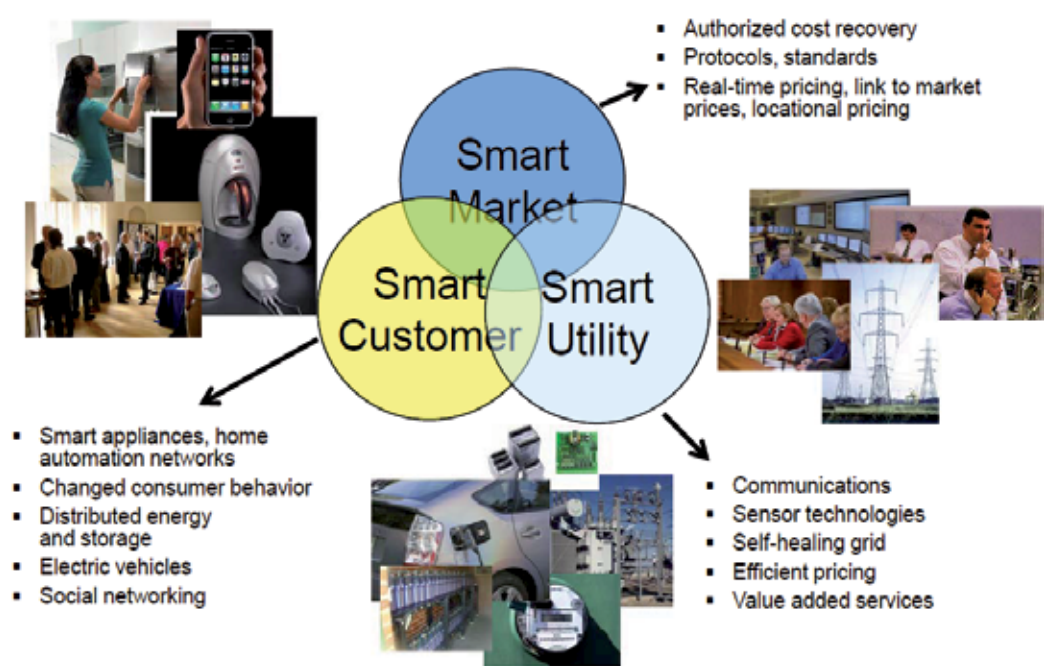 ▪ Authorized cost recovery
▪ Protocols, standards
▪ Real-time pricing, link to market
prices, locational pricing
Smart
Market
Smart
Customer
Smart
Utility
▪ Smart appliances, home
automation networks
▪ Changed consumer behavior
▪ Distributed energy
and storage
▪ Electric vehicles
▪ Social networking
▪ Communications
▪ Sensor technologies
▪ Self-healing grid
▪ Efficient pricing
▪ Value added services